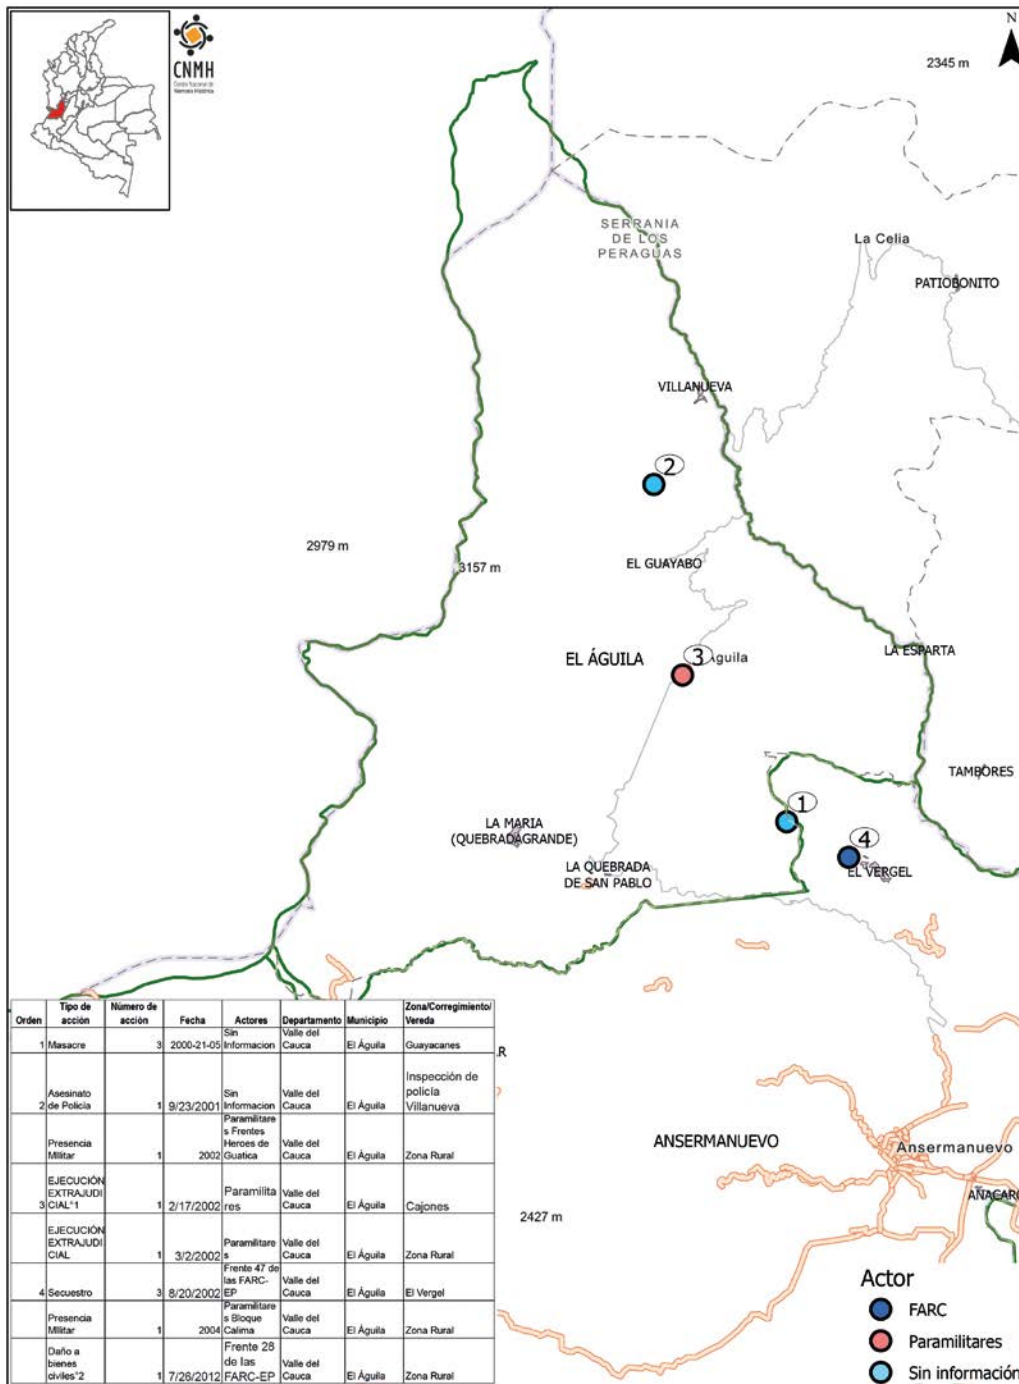 CNMH
Centro Nacional de
Memoria Histórica
N
2345 m
SERRANIA
DE LOS
PERAGUAS
La Celia
PATIOBONITO
VILLANUEVA
2
2979 m
3157 m
EL GUAYABO
EL ÁGUILA
3
Aguila
LA ESPARTA
TAMBORES
1
LA MARIA
(QUEBRADAGRANDE)
4
LA QUEBRADA
DE SAN PABLO
EL VERGEL
R
ANSERMANUEVO
Ansermanuevo
AÑACARO
2427 m
Orden Tipo de acción Número de acción Fecha Actores Departamento Municipio Zona/Corregimiento/ Vereda
1 Masacre 3 2000-21-05 Sin Informacion Valle del Cauca El Águila Guayacanes
2 Asesinato de Policia 1 9/23/2001 Sin Informacion Valle del Cauca El Águila Inspección de policía Villanueva
Presencia Militar 1 2002 Paramilitares Frentes Heroes de Guatica Valle del Cauca El Águila Zona Rural
3 EJECUCIÓN EXTRAJUDICIAL*1 1 2/17/2002 Paramilitares Valle del Cauca El Águila Cajones
EJECUCIÓN EXTRAJUDICIAL 1 3/2/2002 Paramilitares Valle del Cauca El Águila Zona Rural
4 Secuestro 3 8/20/2002 Frente 47 de las FARC-EP Valle del Cauca El Águila El Vergel
Presencia Militar 1 2004 Paramilitares Bloque Calima Valle del Cauca El Águila Zona Rural
Daño a bienes civiles*2 1 7/26/2012 Frente 28 de las FARC-EP Valle del Cauca El Águila Zona Rural
Actor
FARC
Paramilitares
Sin información